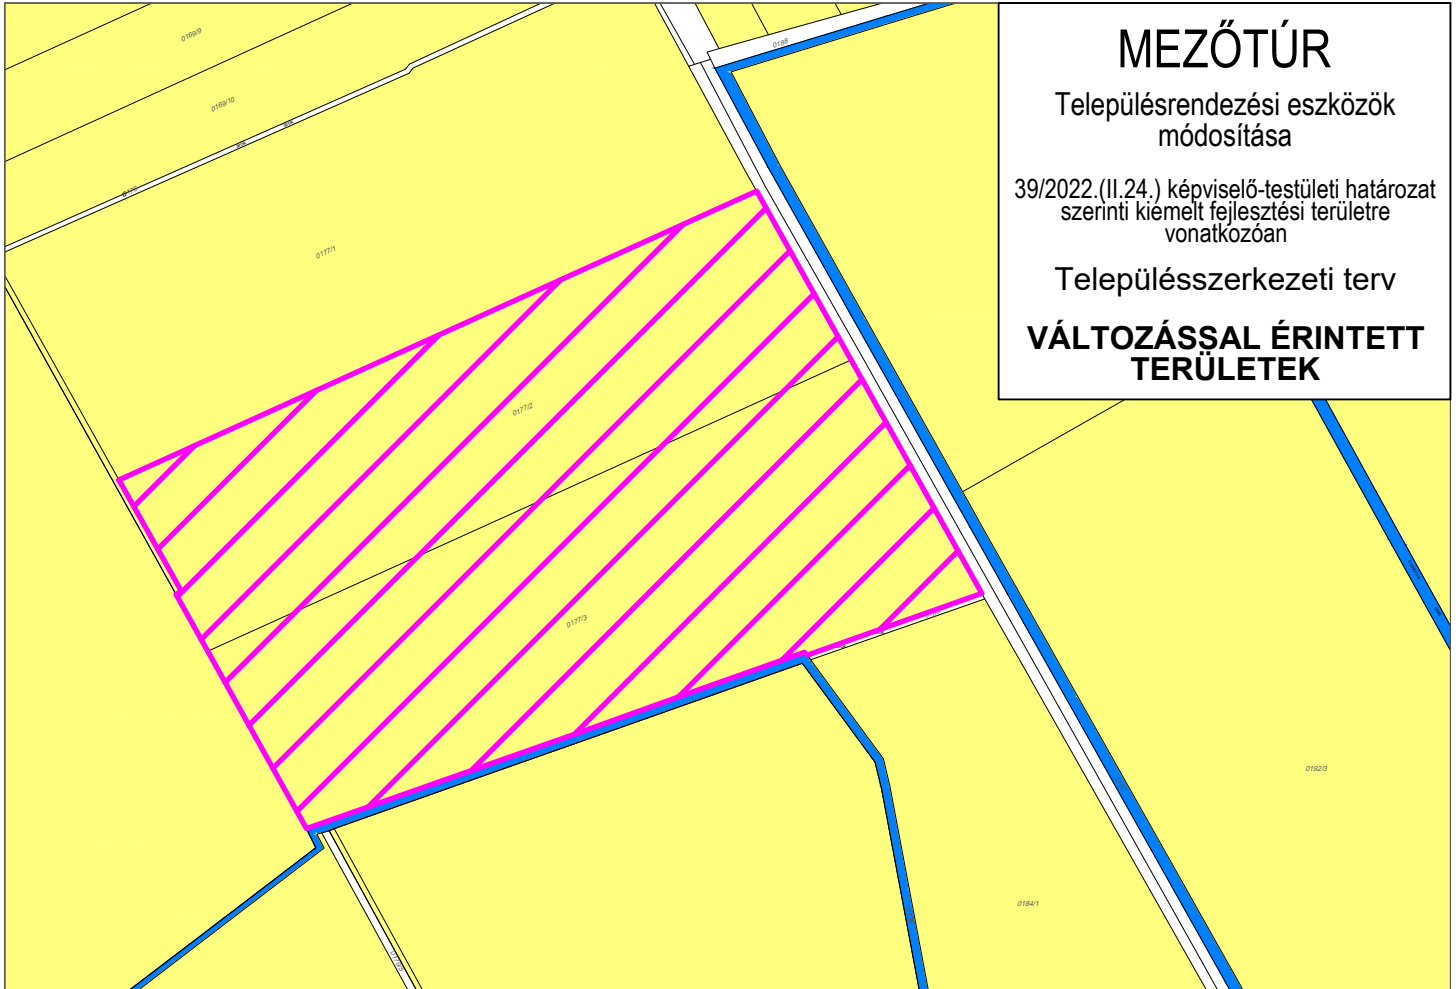 MEZŐTÚR
Településrendezési eszközök
módosítása
39/2022.(II.24.) képviselő-testületi határozat
szerinti kiemelt fejlesztési területre
vonatkozóan
Településszerkezeti terv
VÁLTOZÁSSAL ÉRINTETT
TERÜLETEK
0169/9
0188
0169/10
0177/1
0177/2
0177/3
0192/3
0184/1